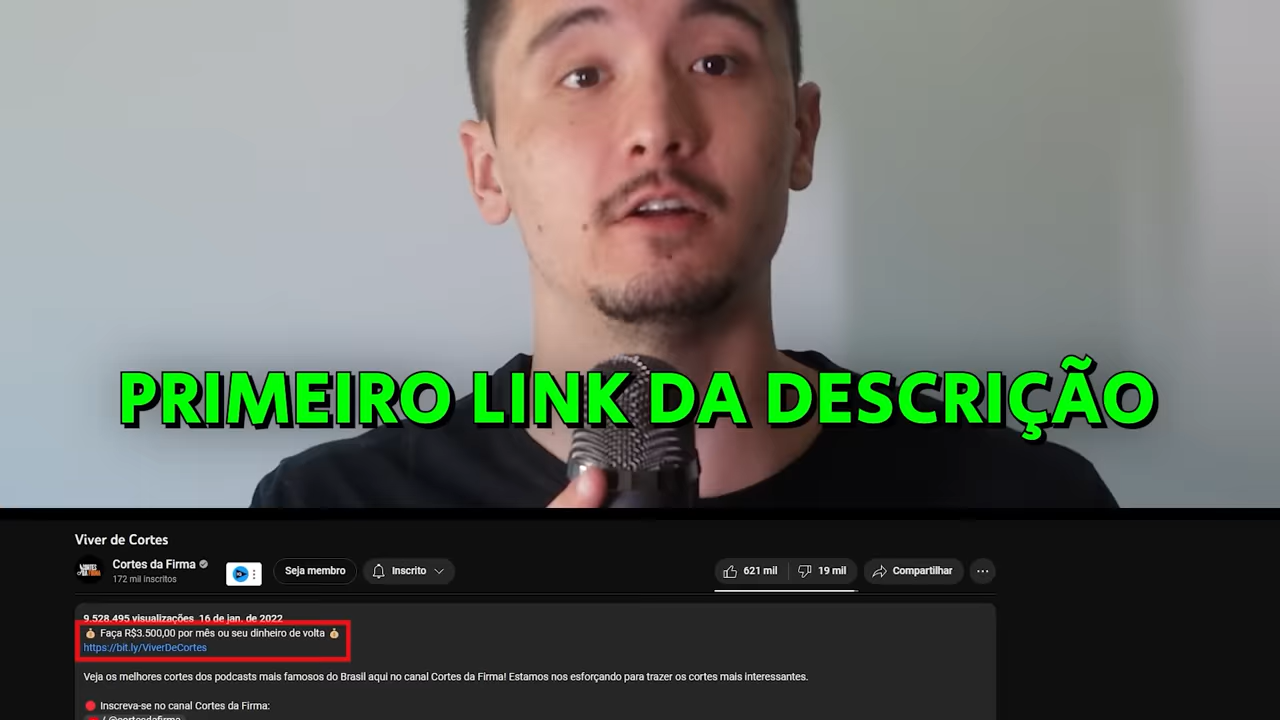 PRIMEIRO LINK DA DESCRIÇÃO
Viver de Cortes
Cortes da Firma
172 mil inscritos
Seja membro
Inscrito
621 mil
19 mil
Compartilhar
9.528.495 visualizações 16 de jan. de 2022
💰 Faça R$3.500,00 por mês ou seu dinheiro de volta 💰
https://bit.ly/ViverDeCortes
Veja os melhores cortes dos podcasts mais famosos do Brasil aqui no canal Cortes da Firma! Estamos nos esforçando para trazer os cortes mais interessantes.
🔴 Inscreva-se no canal Cortes da Firma:
/ @cortesdafirma